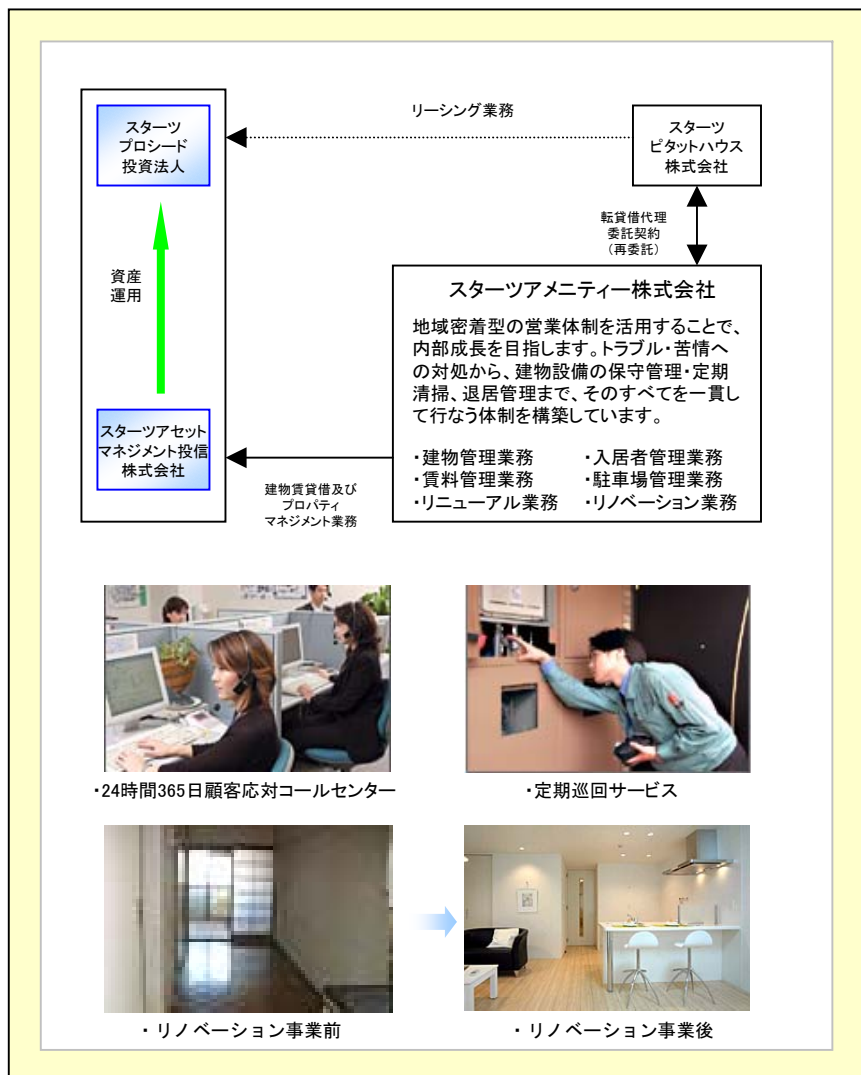 スターツ
プロシード
投資法人
リーシング業務
スターツ
ピタットハウス
株式会社
転貸借代理
委託契約
（再委託）
資産
運用
スターツアメニティー株式会社
地域密着型の営業体制を活用することで、
内部成長を目指します。トラブル・苦情へ
の対処から、建物設備の保守管理・定期
清掃、退居管理まで、そのすべてを一貫し
て行なう体制を構築しています。
・建物管理業務 ・入居者管理業務
・賃料管理業務 ・駐車場管理業務
・リニューアル業務 ・リノベーション業務
スターツアセット
マネジメント投信
株式会社
建物賃貸借及び
プロパティ
マネジメント業務
・24時間365日顧客応対コールセンター
・定期巡回サービス
・リノベーション事業前
・リノベーション事業後